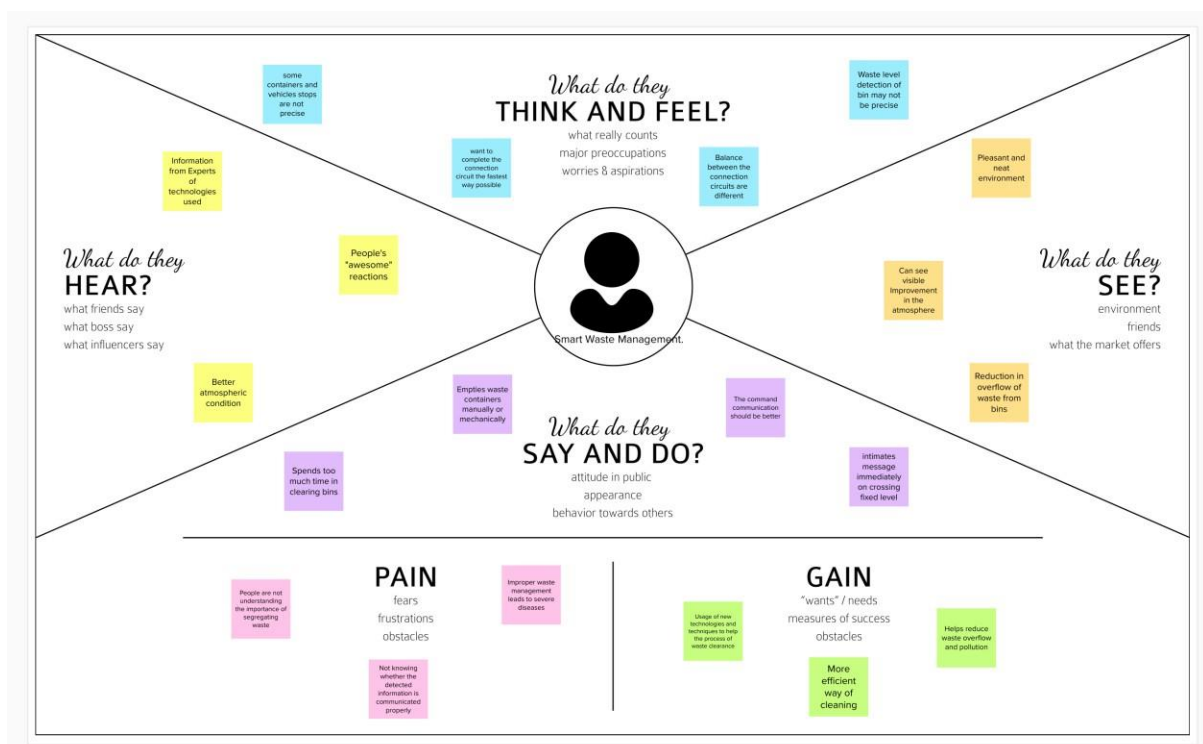 What do they
THINK AND FEEL?
what really counts
major preoccupations
worries & aspirations
some
containers and
vehicles stops
are not
precise
want to
complete the
connection
circuit the fastest
way possible
Balance
between the
connection
circuits are
different
Waste level
detection of
bin may not
be precise
What do they
HEAR?
what friends say
what boss say
what influencers say
Information
from Experts
of
technologies
used
People's
"awesome"
reactions
Better
atmospheric
condition
Smart Waste Management.
What do they
SEE?
environment
friends
what the market offers
Pleasant and
neat
environment
Can see
visible
Improvement
in the
atmosphere
Reduction in
overflow of
waste from
bins
What do they
SAY AND DO?
attitude in public
appearance
behavior towards others
Empties waste
containers
manually or
mechanically
Spends too
much time in
clearing bins
The command
communication
should be better
intimates
message
immediately
on crossing
fixed level
PAIN
fears
frustrations
obstacles
People are not
understanding
the importance of
segregating
waste
Improper waste
management
leads to severe
diseases
Not knowing
whether the
detected
information is
communicated
properly
GAIN
"wants" / needs
measures of success
obstacles
Usage of new
technologies and
techniques to help
the process of
waste clearance
More
efficient
way of
cleaning
Helps reduce
waste overflow
and pollution